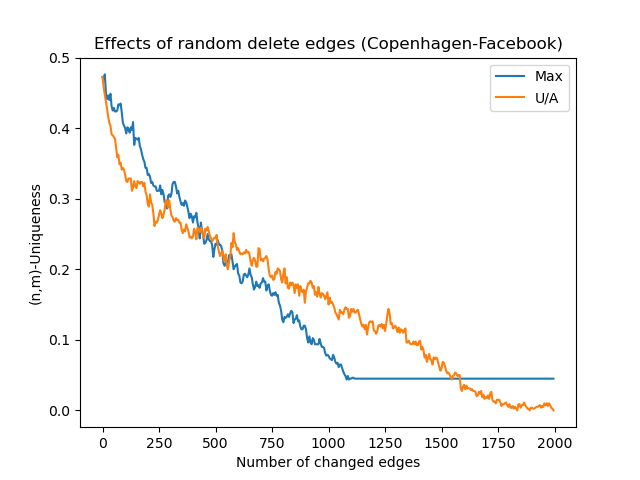 Effects of random delete edges (Copenhagen-Facebook)
Max
U/A
(n,m)-Uniqueness
0.5
0.4
0.3
0.2
0.1
0.0
0 250 500 750 1000 1250 1500 1750 2000
Number of changed edges